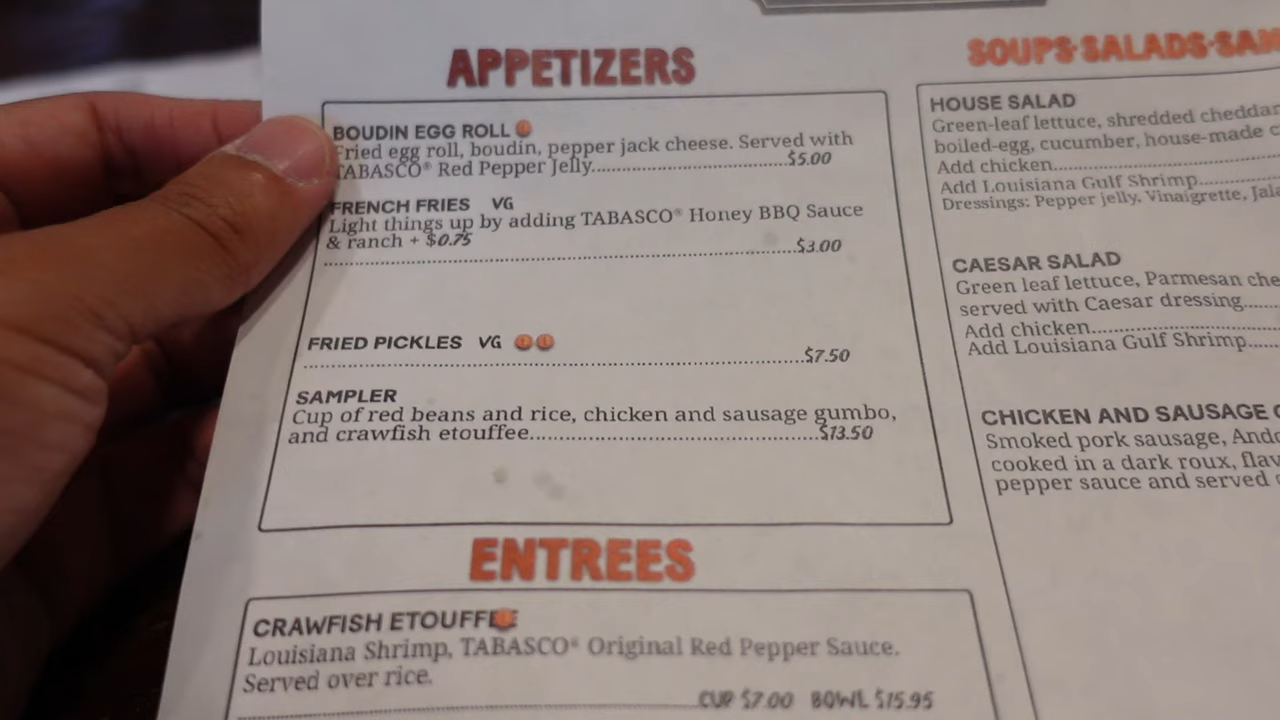 APPETIZERS
BOUDIN EGG ROLL
Fried egg roll, boudin, pepper jack cheese. Served with
TABASCO® Red Pepper Jelly..............................$5.00
FRENCH FRIES VG
Light things up by adding TABASCO® Honey BBQ Sauce
& ranch + $0.75
..............................$3.00
FRIED PICKLES VG
..............................$7.50
SAMPLER
Cup of red beans and rice, chicken and sausage gumbo,
and crawfish etouffee..............................$13.50
ENTREES
CRAWFISH ETOUFFEE
Louisiana Shrimp, TABASCO® Original Red Pepper Sauce.
Served over rice.
..............................CUP $7.00 BOWL $15.95
SOUPS·SALADS·SAN
HOUSE SALAD
Green-leaf lettuce, shredded cheddar
boiled-egg, cucumber, house-made
Add chicken..............................
Add Louisiana Gulf Shrimp..............................
Dressings: Pepper jelly, Vinaigrette,
CAESAR SALAD
Green leaf lettuce, Parmesan che
served with Caesar dressing.......
Add chicken..............................
Add Louisiana Gulf Shrimp......
CHICKEN AND SAUSAGE
Smoked pork sausage, Ando
cooked in a dark roux, flav
pepper sauce and served